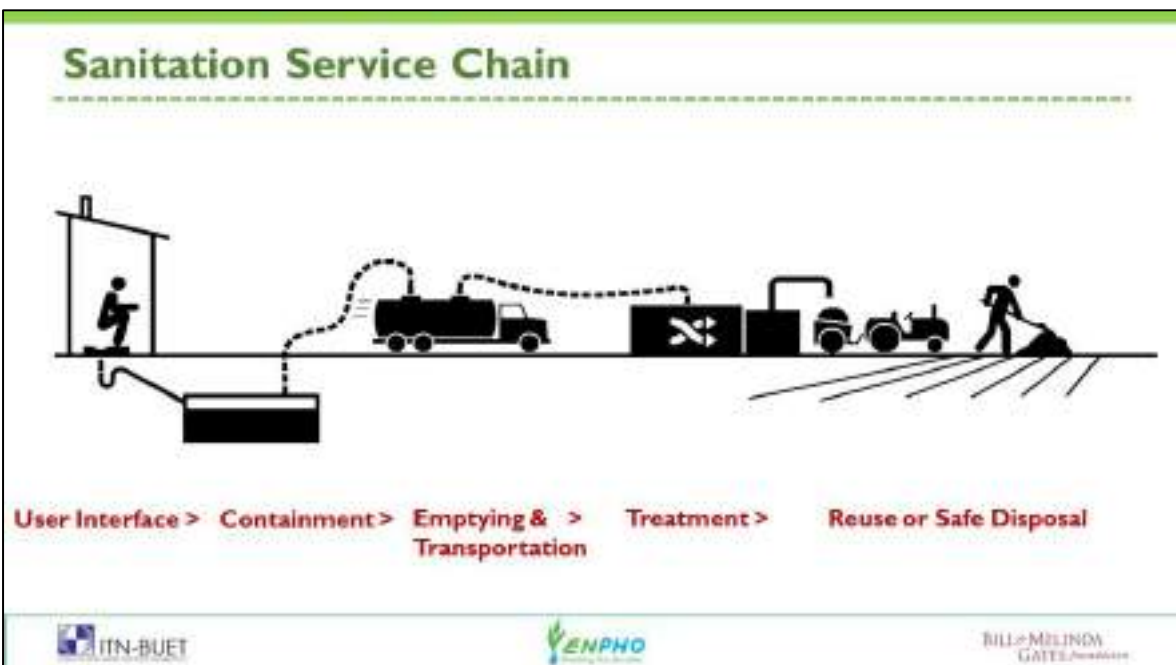 Sanitation Service Chain
User Interface > Containment > Emptying & > Treatment > Reuse or Safe Disposal
Transportation
ITN-BUET
ENPHO
BILL & MELINDA
GATES foundation